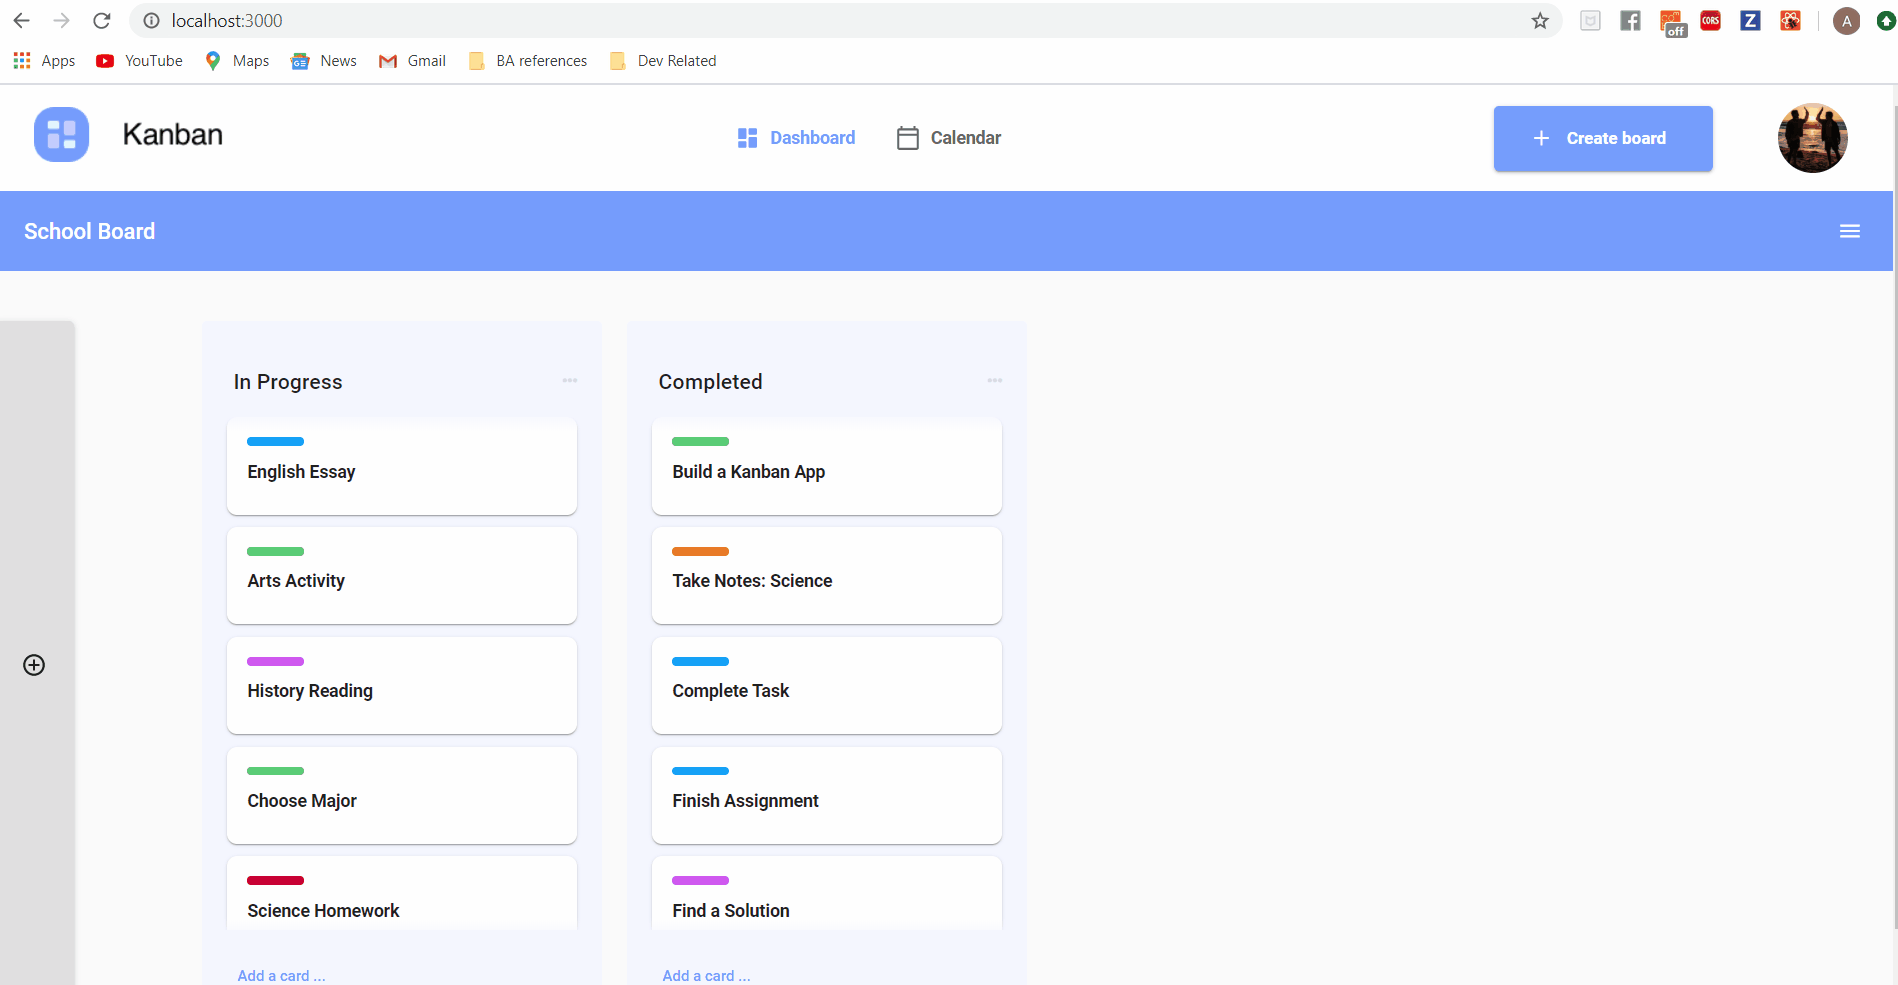 localhost:3000
off
CORS
Z
A
Apps
YouTube
Maps
GE
News
Gmail
BA references
Dev Related
Kanban
Dashboard
Calendar
+ Create board
School Board
In Progress
English Essay
Arts Activity
History Reading
Choose Major
Science Homework
Add a card ...
Completed
Build a Kanban App
Take Notes: Science
Complete Task
Finish Assignment
Find a Solution
Add a card ...